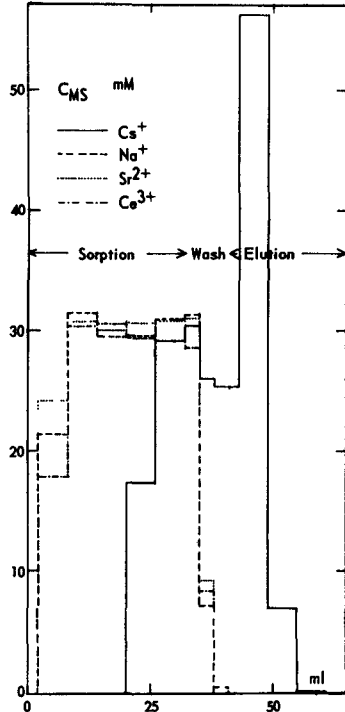 C_MS mM
Cs⁺
Na⁺
Sr²⁺
Ce³⁺
Sorption Wash Elution
50
40
30
20
10
0
0 25 50 ml